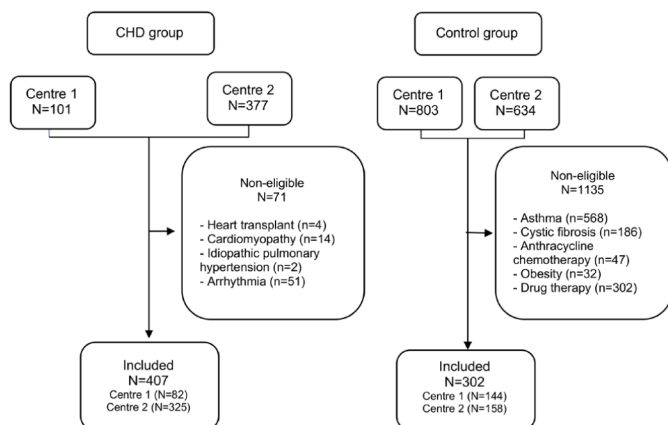 CHD group
Control group
Centre 1
N=101
Centre 2
N=377
Centre 1
N=803
Centre 2
N=634
Non-eligible
N=71
- Heart transplant (n=4)
- Cardiomyopathy (n=14)
- Idiopathic pulmonary
hypertension (n=2)
- Arrhythmia (n=51)
Non-eligible
N=1135
- Asthma (n=568)
- Cystic fibrosis (n=186)
- Anthracycline
chemotherapy (n=47)
- Obesity (n=32)
- Drug therapy (n=302)
Included
N=407
Centre 1 (N=82)
Centre 2 (N=325)
Included
N=302
Centre 1 (N=144)
Centre 2 (N=158)